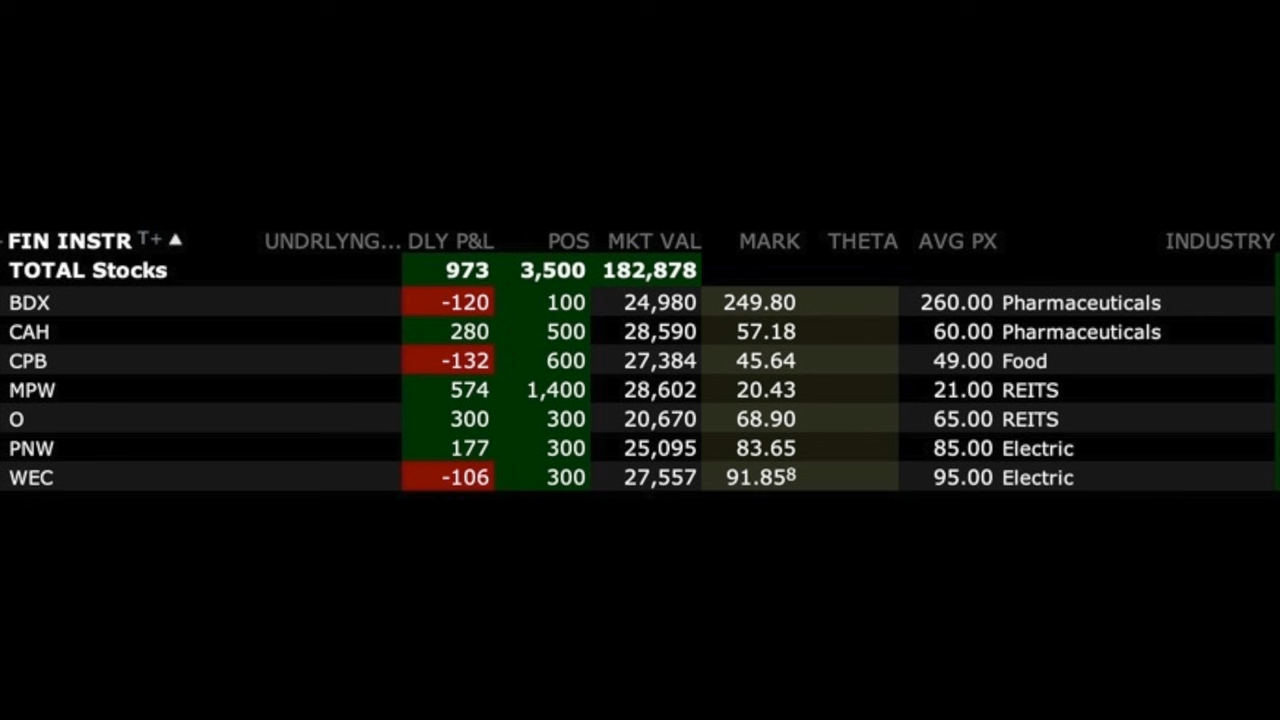 FIN INSTR T+ ▲ UNDRLYNG... DLY P&L POS MKT VAL MARK THETA AVG PX INDUSTRY
TOTAL Stocks 973 3,500 182,878
BDX -120 100 24,980 249.80 260.00 Pharmaceuticals
CAH 280 500 28,590 57.18 60.00 Pharmaceuticals
CPB -132 600 27,384 45.64 49.00 Food
MPW 574 1,400 28,602 20.43 21.00 REITS
O 300 300 20,670 68.90 65.00 REITS
PNW 177 300 25,095 83.65 85.00 Electric
WEC -106 300 27,557 91.85⁸ 95.00 Electric